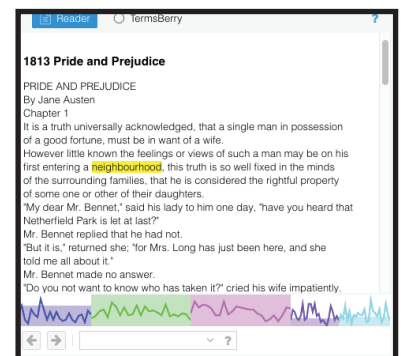 Reader TermsBerry ?
1813 Pride and Prejudice
PRIDE AND PREJUDICE
By Jane Austen
Chapter 1
It is a truth universally acknowledged, that a single man in possession
of a good fortune, must be in want of a wife.
However little known the feelings or views of such a man may be on his
first entering a neighbourhood, this truth is so well fixed in the minds
of the surrounding families, that he is considered the rightful property
of some one or other of their daughters.
"My dear Mr. Bennet," said his lady to him one day, "have you heard that
Netherfield Park is let at last?"
Mr. Bennet replied that he had not.
"But it is," returned she; "for Mrs. Long has just been here, and she
told me all about it."
Mr. Bennet made no answer.
"Do you not want to know who has taken it?" cried his wife impatiently.
?